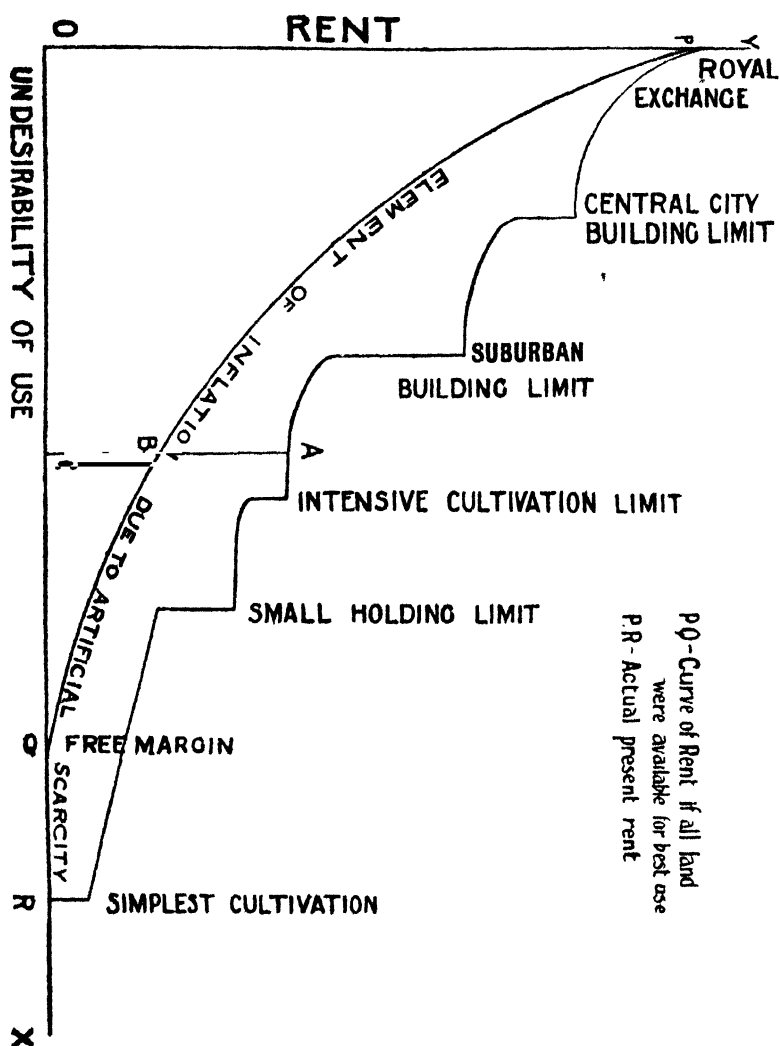 O
RENT
Y
P
ROYAL
EXCHANGE
UNDESIRABILITY OF USE
ELEMENT OF INFLATION
DUE TO ARTIFICIAL
SCARCITY
CENTRAL CITY
BUILDING LIMIT
SUBURBAN
BUILDING LIMIT
B
A
INTENSIVE CULTIVATION LIMIT
SMALL HOLDING LIMIT
PQ-Curve of Rent if all land
were available for best use
P.R-Actual present rent
Q
FREE MARGIN
R
SIMPLEST CULTIVATION
X